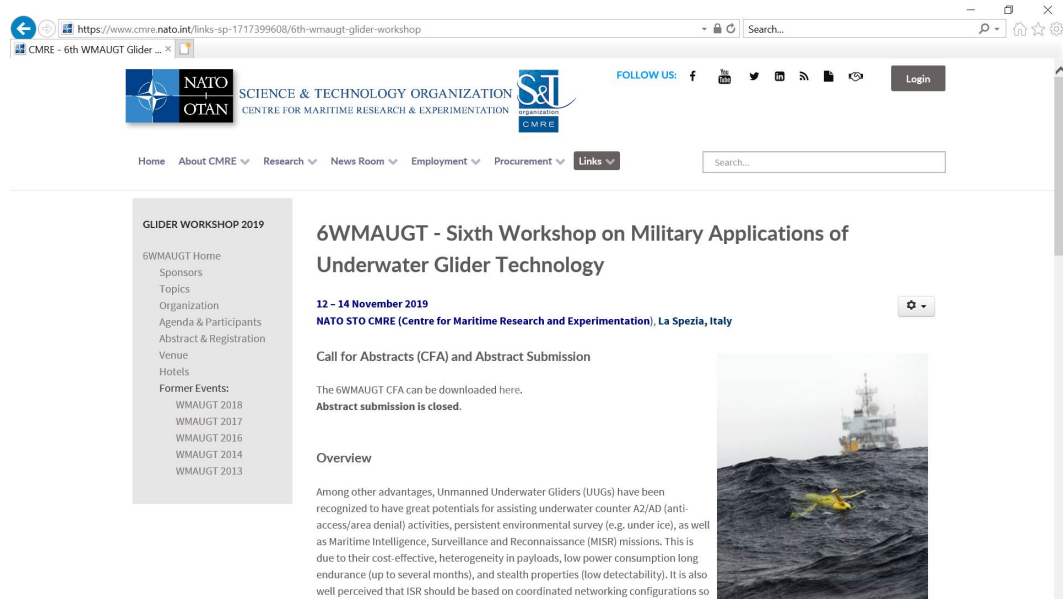 https://www.cmre.nato.int/links-sp-1717399608/6th-wmaugt-glider-workshop
Search...
CMRE - 6th WMAUGT Glider ...
NATO
OTAN
SCIENCE & TECHNOLOGY ORGANIZATION
CENTRE FOR MARITIME RESEARCH & EXPERIMENTATION
S&T
organization
CMRE
FOLLOW US:
You
Tube
Login
Home About CMRE Research News Room Employment Procurement Links
Search...
GLIDER WORKSHOP 2019
6WMAUGT Home
Sponsors
Topics
Organization
Agenda & Participants
Abstract & Registration
Venue
Hotels
Former Events:
WMAUGT 2018
WMAUGT 2017
WMAUGT 2016
WMAUGT 2014
WMAUGT 2013
6WMAUGT - Sixth Workshop on Military Applications of
Underwater Glider Technology
12 – 14 November 2019
NATO STO CMRE (Centre for Maritime Research and Experimentation), La Spezia, Italy
Call for Abstracts (CFA) and Abstract Submission
The 6WMAUGT CFA can be downloaded here.
Abstract submission is closed.
Overview
Among other advantages, Unmanned Underwater Gliders (UUGs) have been
recognized to have great potentials for assisting underwater counter A2/AD (anti-
access/area denial) activities, persistent environmental survey (e.g. under ice), as well
as Maritime Intelligence, Surveillance and Reconnaissance (MISR) missions. This is
due to their cost-effective, heterogeneity in payloads, low power consumption long
endurance (up to several months), and stealth properties (low detectability). It is also
well perceived that ISR should be based on coordinated networking configurations so